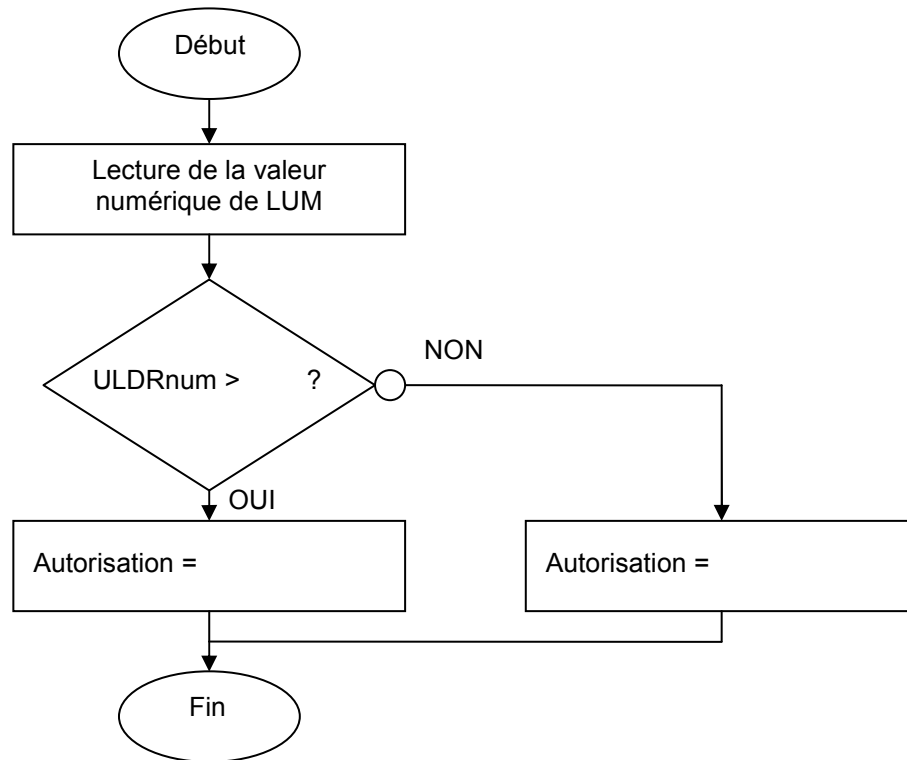 Début
Lecture de la valeur
numérique de LUM
ULDRnum > ?
NON
OUI
Autorisation =
Autorisation =
Fin